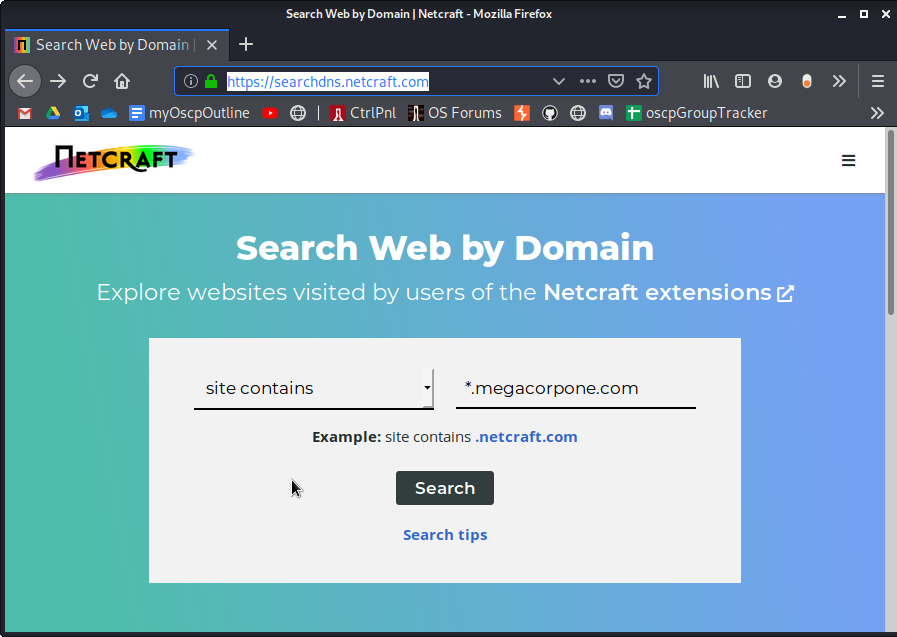 Search Web by Domain | Netcraft - Mozilla Firefox
Search Web by Domain |
https://searchdns.netcraft.com
myOscpOutline
CtrlPnl
OS Forums
oscpGroupTracker
NETCRAFT
Search Web by Domain
Explore websites visited by users of the Netcraft extensions
site contains
*.megacorpone.com
Example: site contains .netcraft.com
Search
Search tips